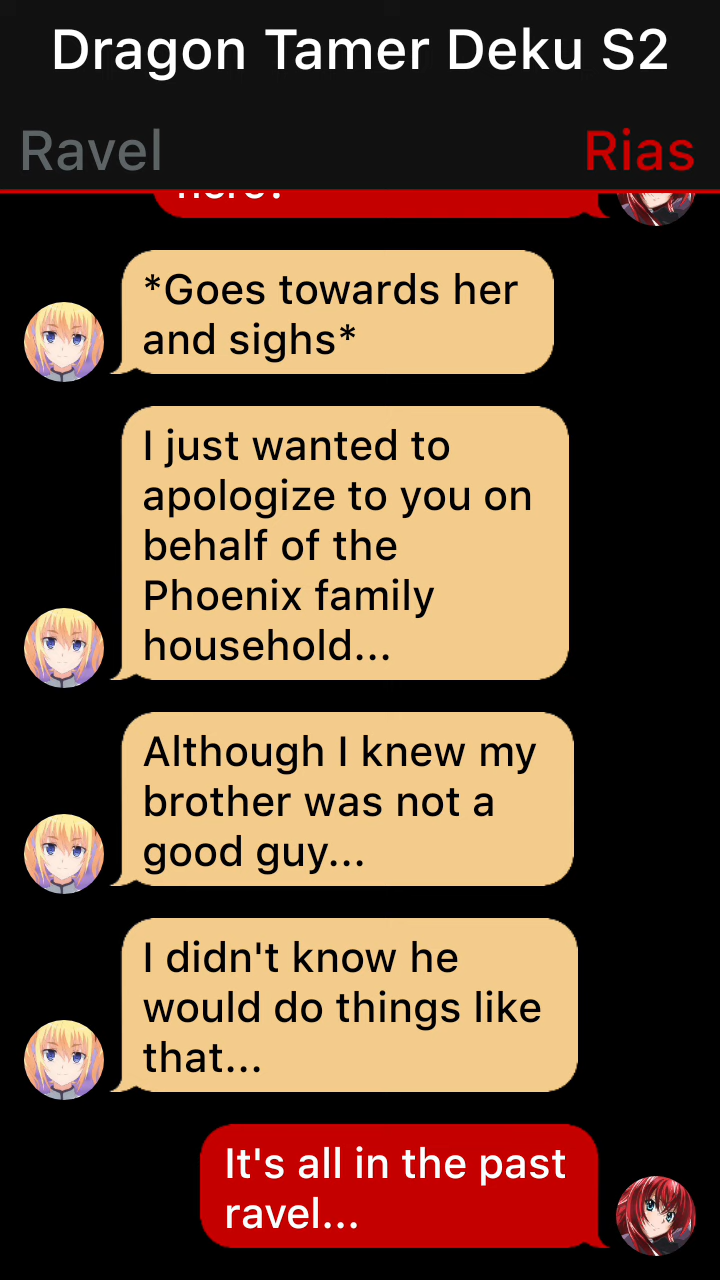 Dragon Tamer Deku S2
Ravel
Rias
*Goes towards her
and sighs*
I just wanted to
apologize to you on
behalf of the
Phoenix family
household...
Although I knew my
brother was not a
good guy...
I didn't know he
would do things like
that...
It's all in the past
ravel...